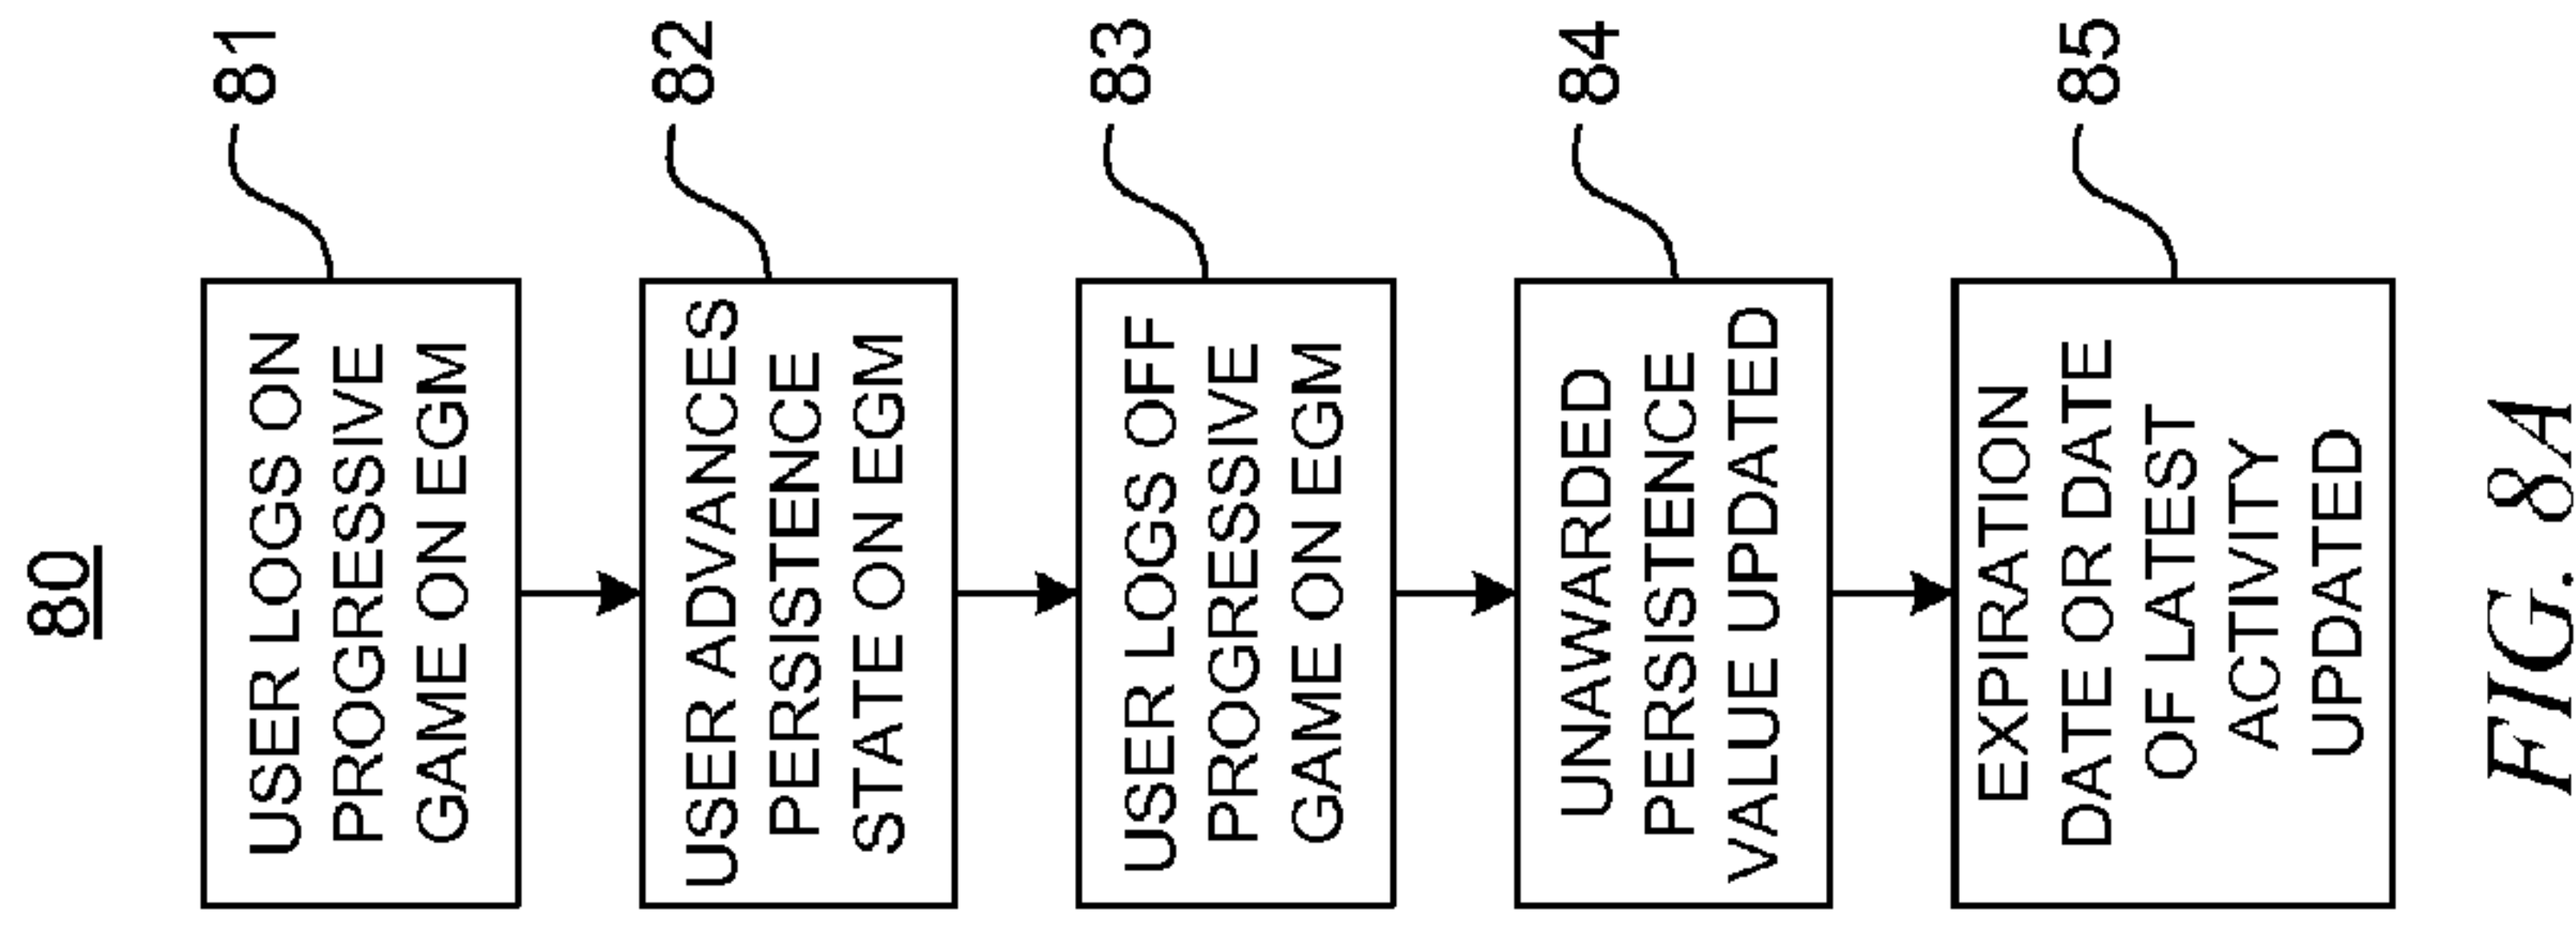 80
USER LOGS ON
PROGRESSIVE
GAME ON EGM
81
USER ADVANCES
PERSISTENCE
STATE ON EGM
82
USER LOGS OFF
PROGRESSIVE
GAME ON EGM
83
UNAWARDED
PERSISTENCE
VALUE UPDATED
84
EXPIRATION
DATE OR DATE
OF LATEST
ACTIVITY
UPDATED
85
FIG. 8A